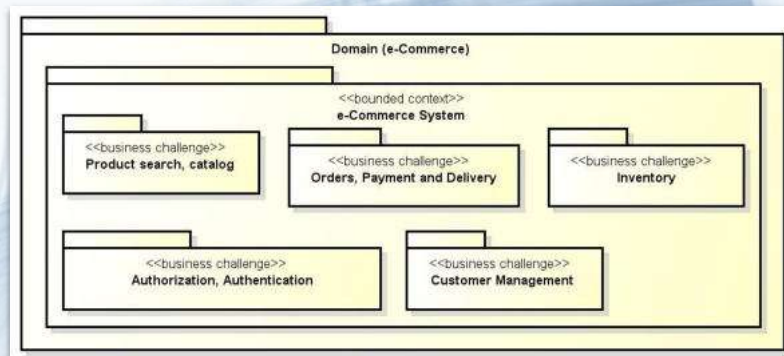 Domain (e-Commerce)
<<bounded context>>
e-Commerce System
<<business challenge>>
Product search, catalog
<<business challenge>>
Orders, Payment and Delivery
<<business challenge>>
Inventory
<<business challenge>>
Authorization, Authentication
<<business challenge>>
Customer Management